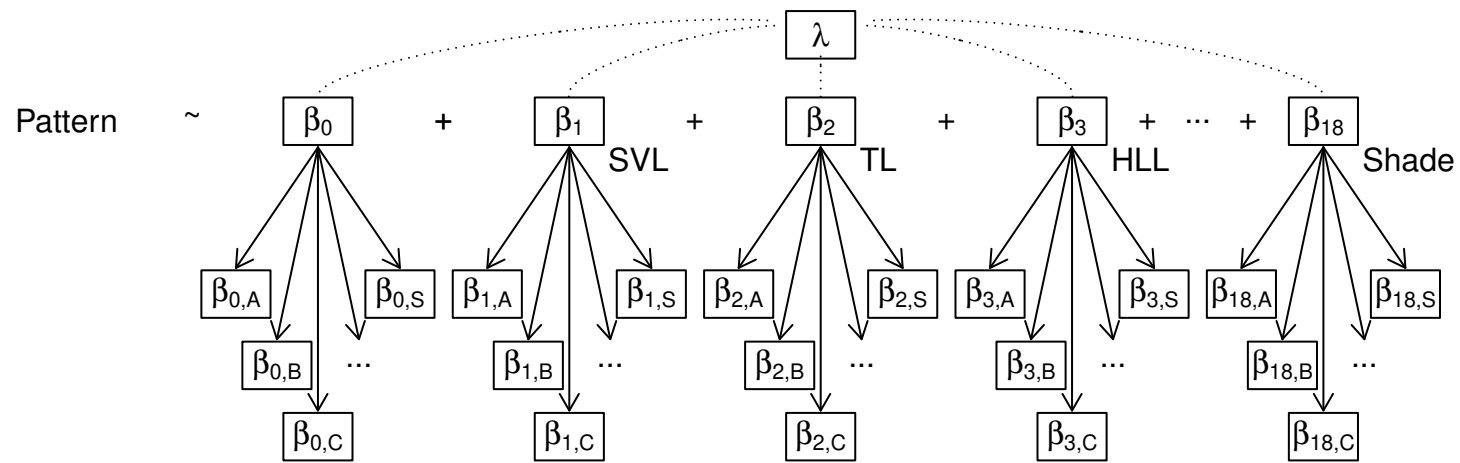 λ
Pattern ~ β0 + β1 + β2 + β3 + ··· + β18
SVL TL HLL Shade
β0,A β0,S β1,A β1,S β2,A β2,S β3,A β3,S β18,A β18,S
β0,B ... β1,B ... β2,B ... β3,B ... β18,B ...
β0,C β1,C β2,C β3,C β18,C